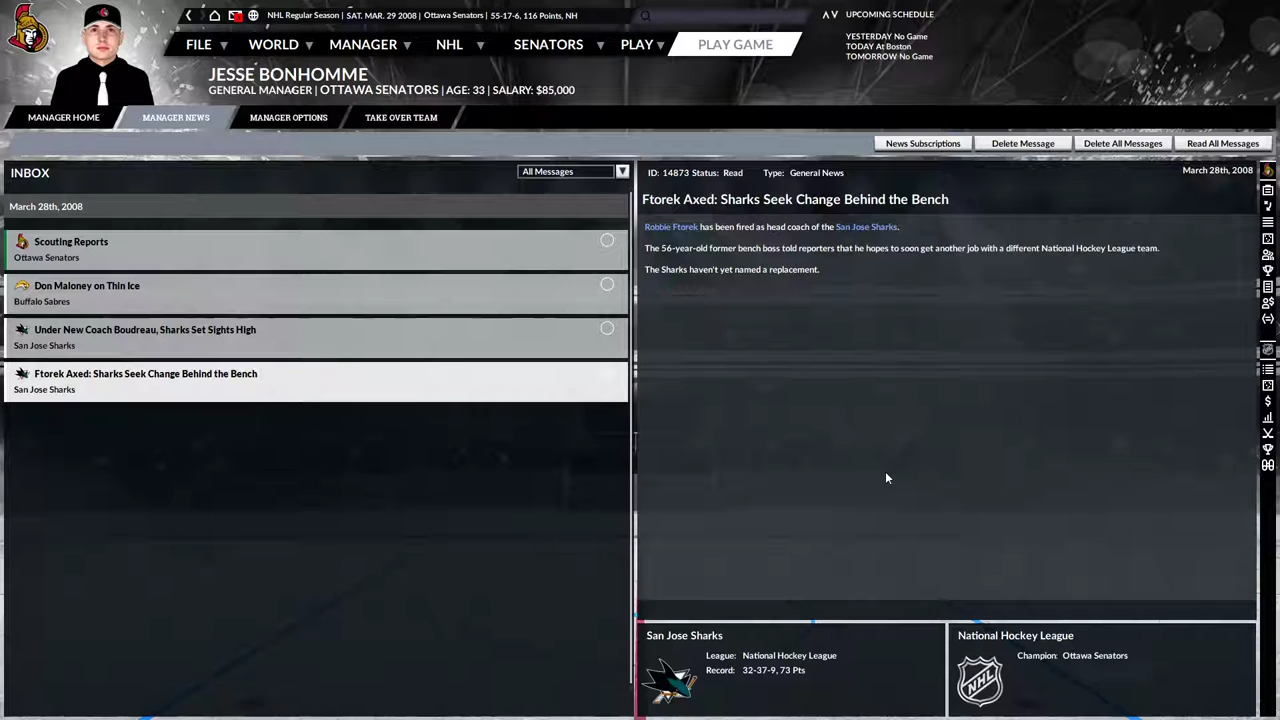 NHL Regular Season | SAT. MAR. 29 2008 | Ottawa Senators | 55-17-6, 116 Points, NH
UPCOMING SCHEDULE
YESTERDAY No Game
TODAY At Boston
TOMORROW No Game
FILE WORLD MANAGER NHL SENATORS PLAY PLAY GAME
JESSE BONHOMME
GENERAL MANAGER | OTTAWA SENATORS | AGE: 33 | SALARY: $85,000
MANAGER HOME MANAGER NEWS MANAGER OPTIONS TAKE OVER TEAM
News Subscriptions Delete Message Delete All Messages Read All Messages
INBOX
All Messages
March 28th, 2008
Scouting Reports
Ottawa Senators
Don Maloney on Thin Ice
Buffalo Sabres
Under New Coach Boudreau, Sharks Set Sights High
San Jose Sharks
Ftorek Axed: Sharks Seek Change Behind the Bench
San Jose Sharks
ID: 14873 Status: Read Type: General News
March 28th, 2008
Ftorek Axed: Sharks Seek Change Behind the Bench
Robbie Ftorek has been fired as head coach of the San Jose Sharks.
The 56-year-old former bench boss told reporters that he hopes to soon get another job with a different National Hockey League team.
The Sharks haven't yet named a replacement.
San Jose Sharks
League: National Hockey League
Record: 32-37-9, 73 Pts
National Hockey League
Champion: Ottawa Senators
NHL